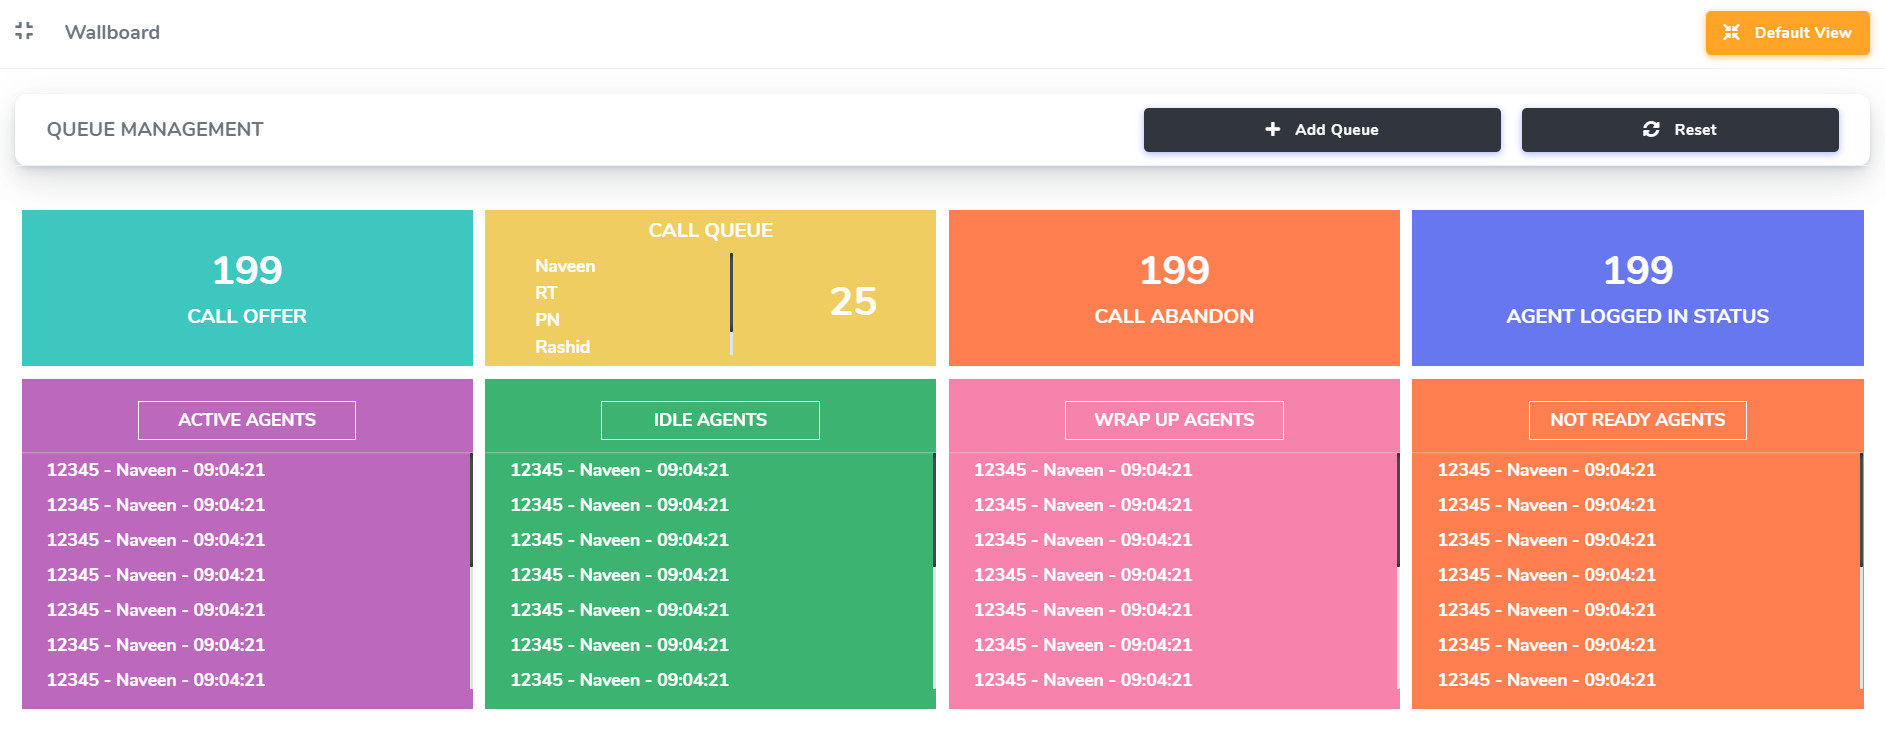 Wallboard
Default View
QUEUE MANAGEMENT
Add Queue
Reset
199
CALL OFFER
CALL QUEUE
Naveen
RT
PN
Rashid
25
199
CALL ABANDON
199
AGENT LOGGED IN STATUS
ACTIVE AGENTS
12345 - Naveen - 09:04:21
12345 - Naveen - 09:04:21
12345 - Naveen - 09:04:21
12345 - Naveen - 09:04:21
12345 - Naveen - 09:04:21
12345 - Naveen - 09:04:21
12345 - Naveen - 09:04:21
IDLE AGENTS
12345 - Naveen - 09:04:21
12345 - Naveen - 09:04:21
12345 - Naveen - 09:04:21
12345 - Naveen - 09:04:21
12345 - Naveen - 09:04:21
12345 - Naveen - 09:04:21
12345 - Naveen - 09:04:21
WRAP UP AGENTS
12345 - Naveen - 09:04:21
12345 - Naveen - 09:04:21
12345 - Naveen - 09:04:21
12345 - Naveen - 09:04:21
12345 - Naveen - 09:04:21
12345 - Naveen - 09:04:21
12345 - Naveen - 09:04:21
NOT READY AGENTS
12345 - Naveen - 09:04:21
12345 - Naveen - 09:04:21
12345 - Naveen - 09:04:21
12345 - Naveen - 09:04:21
12345 - Naveen - 09:04:21
12345 - Naveen - 09:04:21
12345 - Naveen - 09:04:21